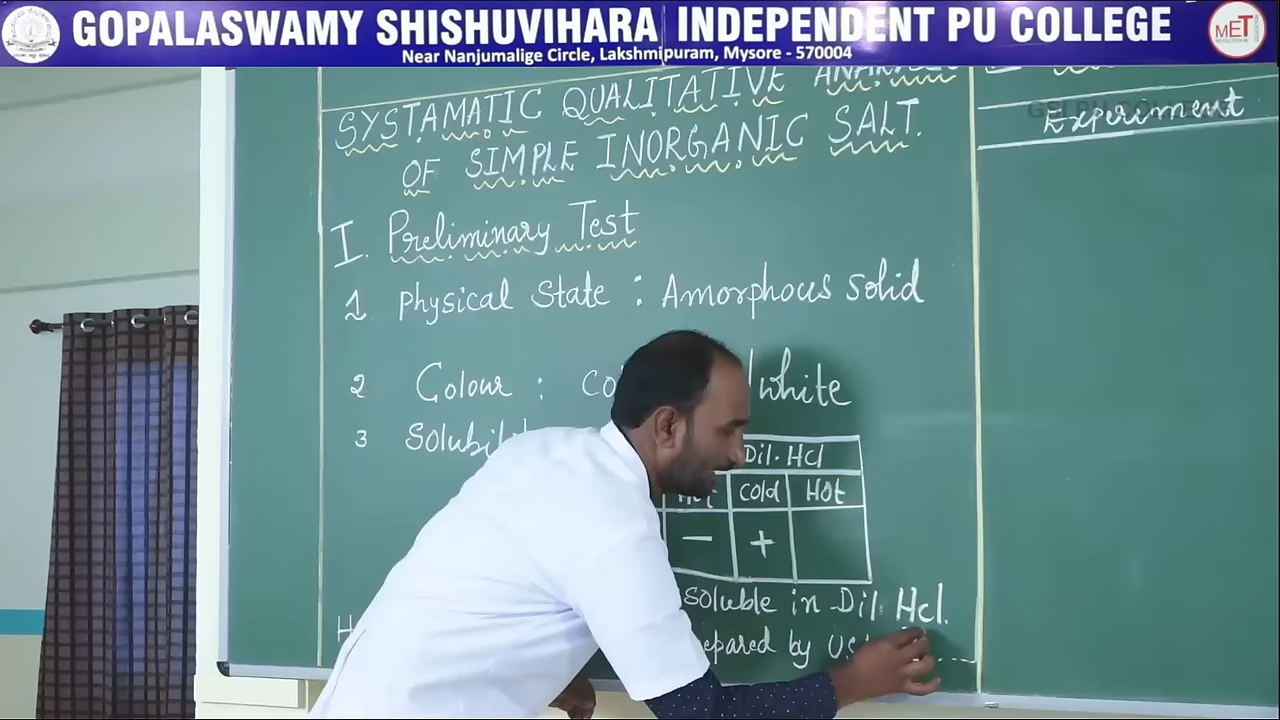 GOPALASWAMY SHISHUVIHARA INDEPENDENT PU COLLEGE
Near Nanjumalige Circle, Lakshmipuram, Mysore - 570004
MET
SYSTAMATIC QUALITATIVE
OF SIMPLE INORGANIC SALT.
I. Preliminary Test
1 Physical State : Amorphous Solid
2 Colour : /white
3
Dil. Hcl
Hot Cold Hot
– +
soluble in Dil. Hcl.
by
Experiment